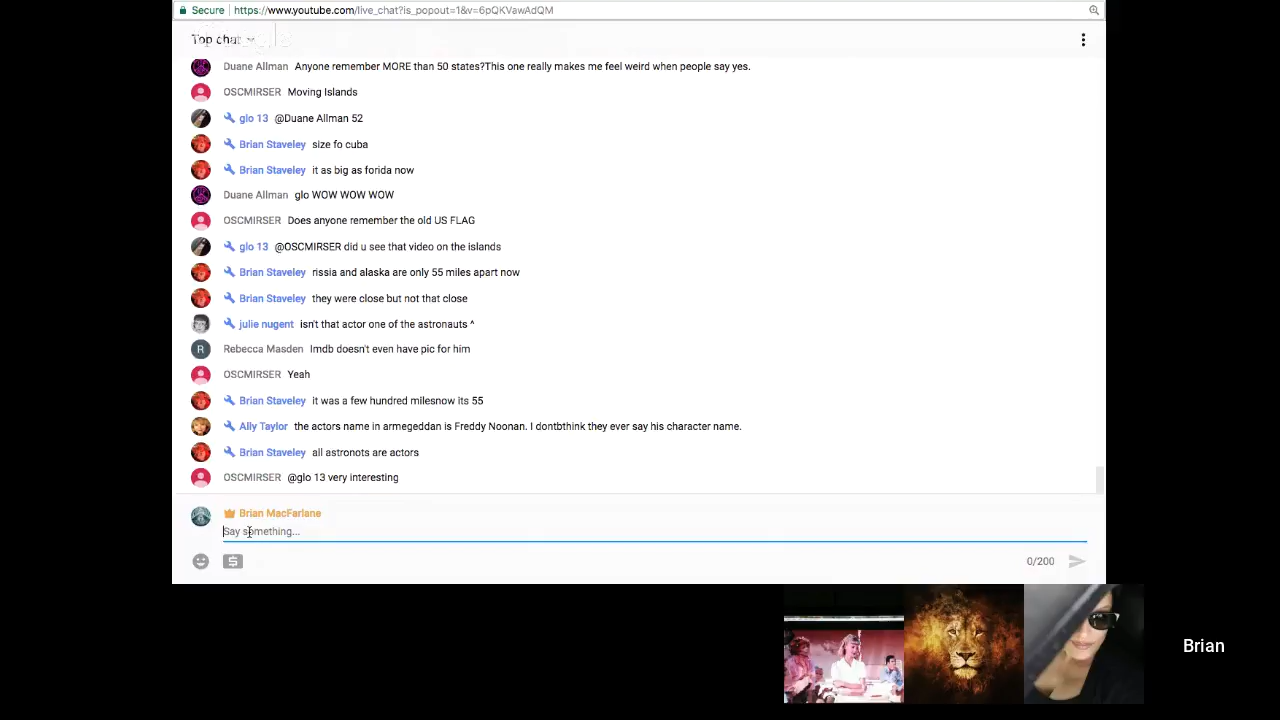 Secure https://www.youtube.com/live_chat?is_popout=1&v=6pQKVawAdQM
Top chat
Duane Allman Anyone remember MORE than 50 states?This one really makes me feel weird when people say yes.
OSCMIRSER Moving Islands
glo 13 @Duane Allman 52
Brian Staveley size fo cuba
Brian Staveley it as big as forida now
Duane Allman glo WOW WOW WOW
OSCMIRSER Does anyone remember the old US FLAG
glo 13 @OSCMIRSER did u see that video on the islands
Brian Staveley rissia and alaska are only 55 miles apart now
Brian Staveley they were close but not that close
julie nugent isn't that actor one of the astronauts ^
R Rebecca Masden Imdb doesn't even have pic for him
OSCMIRSER Yeah
Brian Staveley it was a few hundred milesnow its 55
Ally Taylor the actors name in armegeddan is Freddy Noonan. I dontbthink they ever say his character name.
Brian Staveley all astronots are actors
OSCMIRSER @glo 13 very interesting
Brian MacFarlane
Say something...
0/200
Brian